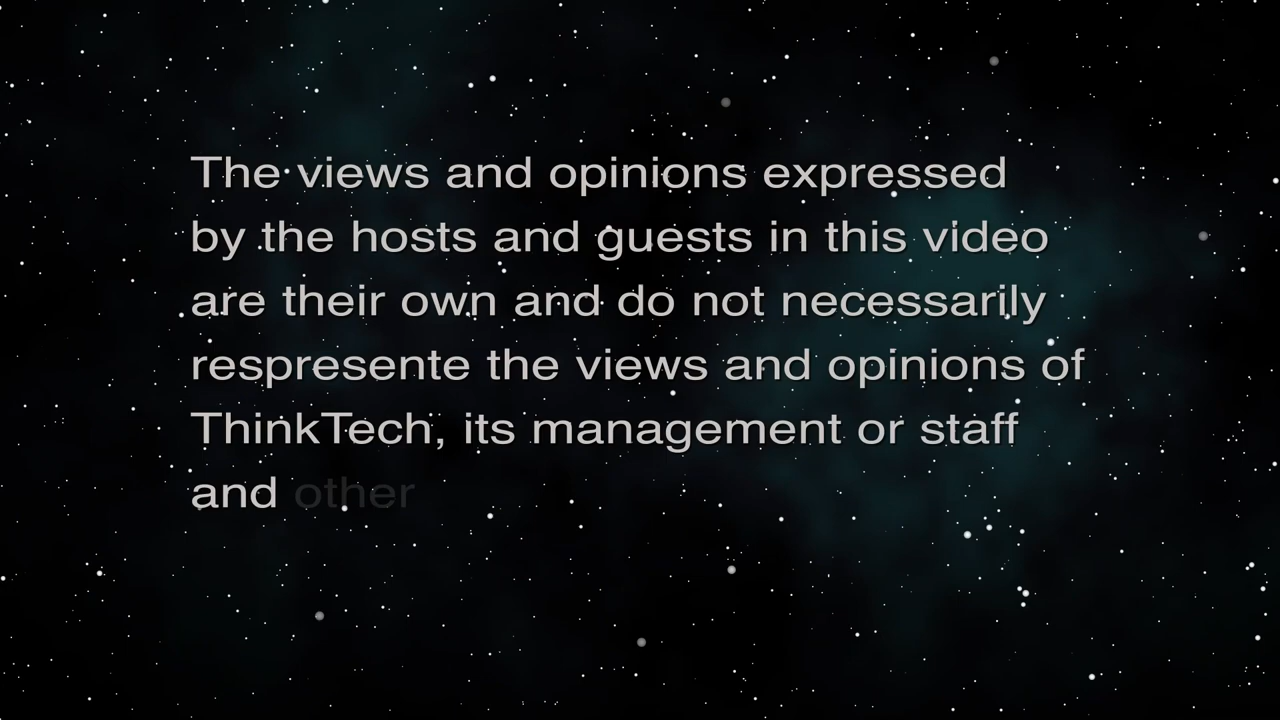 The views and opinions expressed
by the hosts and guests in this video
are their own and do not necessarily
respresente the views and opinions of
ThinkTech, its management or staff
and other